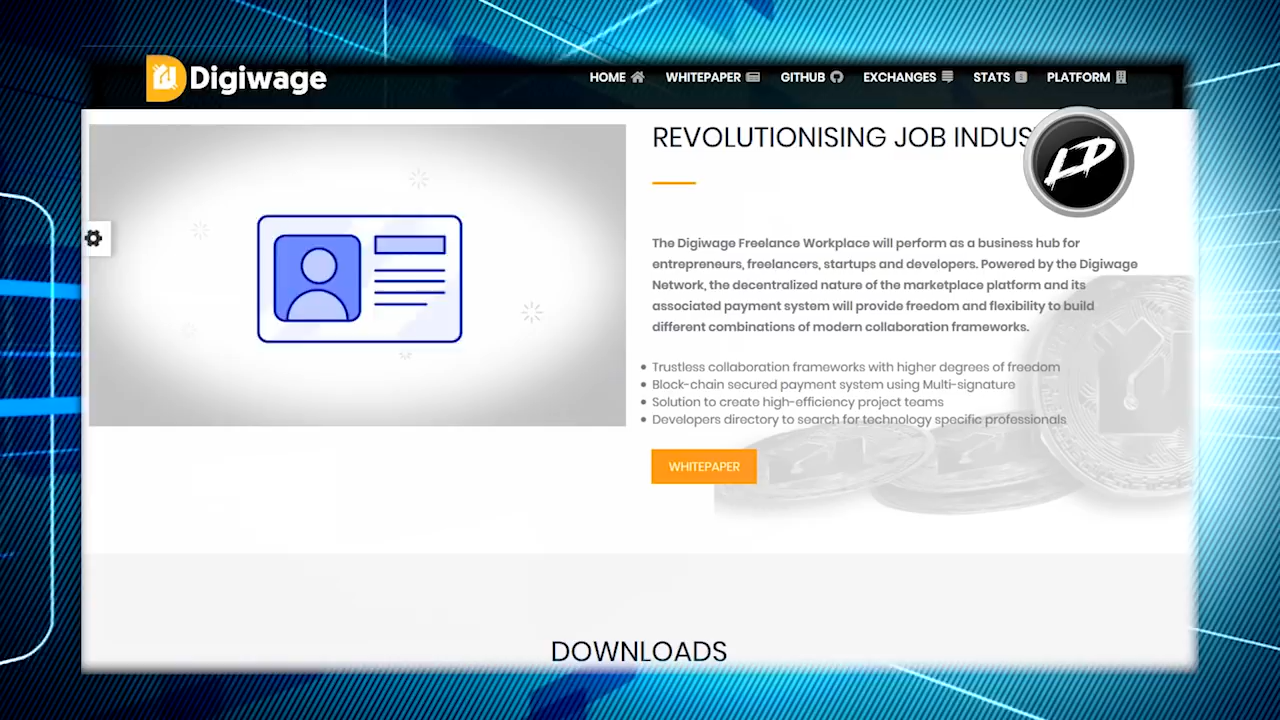 Digiwage
HOME WHITEPAPER GITHUB EXCHANGES STATS PLATFORM
REVOLUTIONISING JOB INDUS
LD
The Digiwage Freelance Workplace will perform as a business hub for
entrepreneurs, freelancers, startups and developers. Powered by the Digiwage
Network, the decentralized nature of the marketplace platform and its
associated payment system will provide freedom and flexibility to build
different combinations of modern collaboration frameworks.
Trustless collaboration frameworks with higher degrees of freedom
Block-chain secured payment system using Multi-signature
Solution to create high-efficiency project teams
Developers directory to search for technology specific professionals
WHITEPAPER
DOWNLOADS